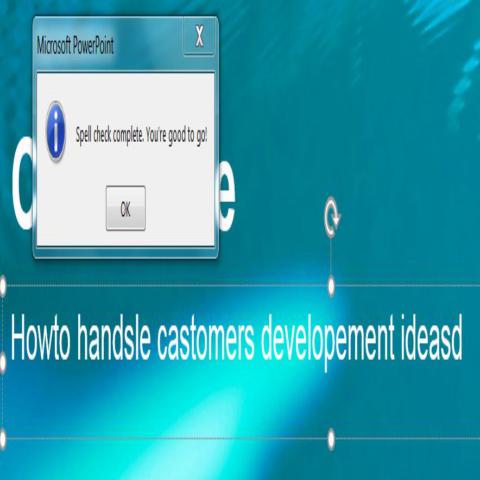 Microsoft PowerPoint
X
Spell check complete. You're good to go!
OK
Howto handsle castomers developement ideasd